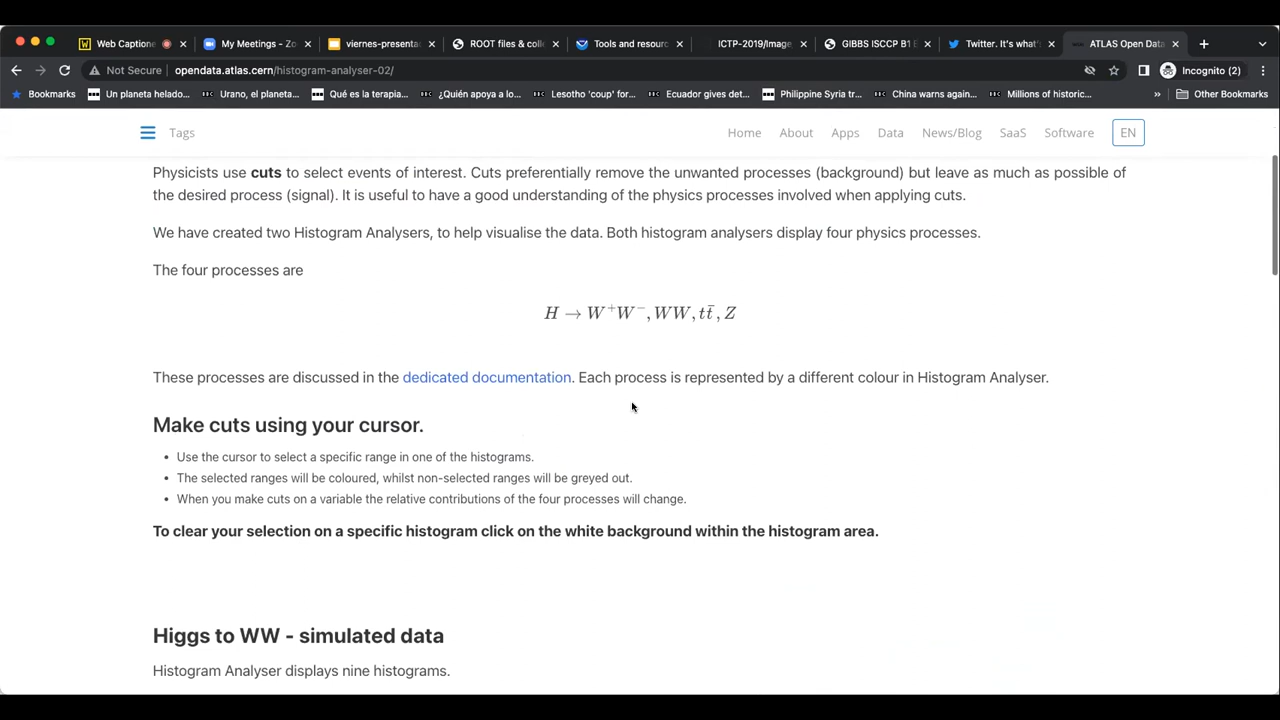 Web Captione
My Meetings - Zo
viernes-presenta
ROOT files & coll
Tools and resourc
ICTP-2019/Image
GIBBS ISCCP B1 E
Twitter. It's what'
ATLAS Open Data
Not Secure | opendata.atlas.cern/histogram-analyser-02/
Incognito (2)
Bookmarks
Un planeta helado...
Urano, el planeta...
Qué es la terapia...
¿Quién apoya a lo...
Lesotho 'coup' for...
Ecuador gives det...
Philippine Syria tr...
China warns again...
Millions of historic...
» Other Bookmarks
Tags
Home About Apps Data News/Blog SaaS Software EN
Physicists use cuts to select events of interest. Cuts preferentially remove the unwanted processes (background) but leave as much as possible of
the desired process (signal). It is useful to have a good understanding of the physics processes involved when applying cuts.
We have created two Histogram Analysers, to help visualise the data. Both histogram analysers display four physics processes.
The four processes are
H → W⁺W⁻, WW, tt̄, Z
These processes are discussed in the dedicated documentation. Each process is represented by a different colour in Histogram Analyser.
Make cuts using your cursor.
• Use the cursor to select a specific range in one of the histograms.
• The selected ranges will be coloured, whilst non-selected ranges will be greyed out.
• When you make cuts on a variable the relative contributions of the four processes will change.
To clear your selection on a specific histogram click on the white background within the histogram area.
Higgs to WW - simulated data
Histogram Analyser displays nine histograms.